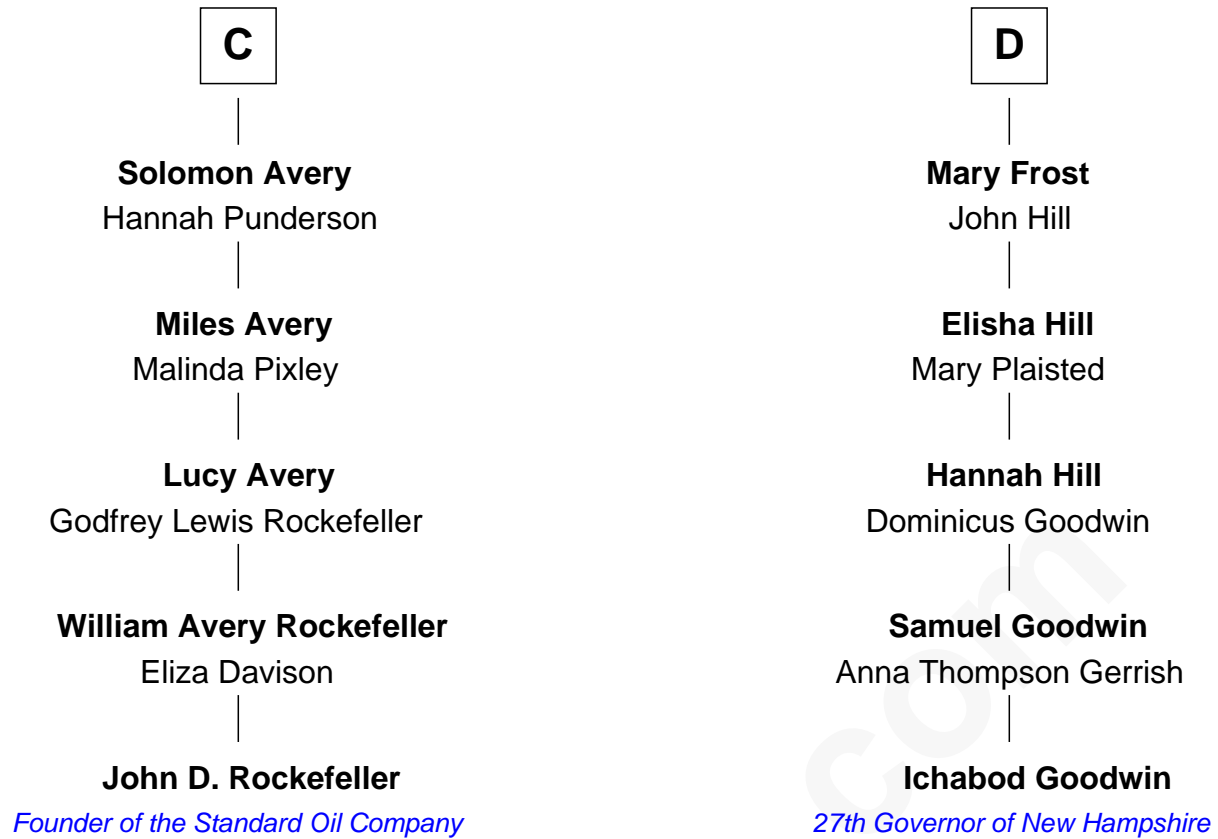 C
Solomon Avery
Hannah Punderson
Miles Avery
Malinda Pixley
Lucy Avery
Godfrey Lewis Rockefeller
William Avery Rockefeller
Eliza Davison
John D. Rockefeller
Founder of the Standard Oil Company
D
Mary Frost
John Hill
Elisha Hill
Mary Plaisted
Hannah Hill
Dominicus Goodwin
Samuel Goodwin
Anna Thompson Gerrish
Ichabod Goodwin
27th Governor of New Hampshire
com